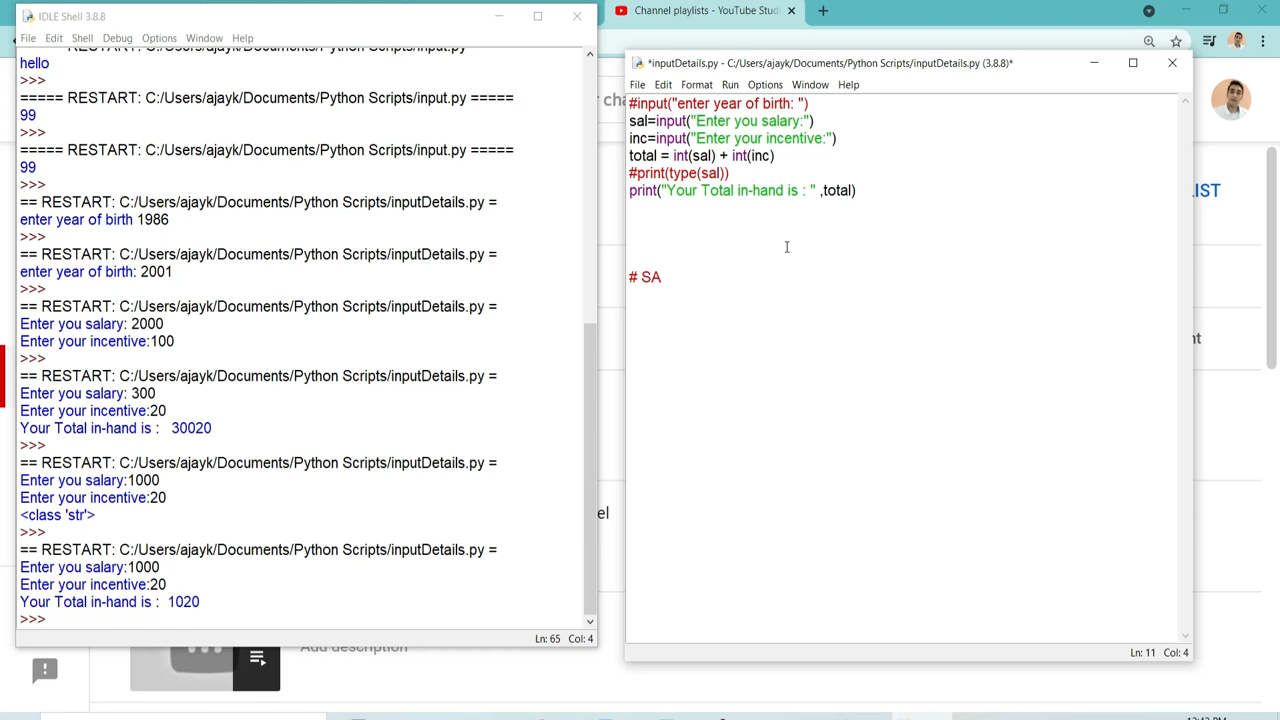 IDLE Shell 3.8.8
File Edit Shell Debug Options Window Help
RESTART: C:/Users/ajayk/Documents/Python Scripts/input.py
hello
>>>
===== RESTART: C:/Users/ajayk/Documents/Python Scripts/input.py =====
99
>>>
===== RESTART: C:/Users/ajayk/Documents/Python Scripts/input.py =====
99
>>>
== RESTART: C:/Users/ajayk/Documents/Python Scripts/inputDetails.py =
enter year of birth 1986
>>>
== RESTART: C:/Users/ajayk/Documents/Python Scripts/inputDetails.py =
enter year of birth: 2001
>>>
== RESTART: C:/Users/ajayk/Documents/Python Scripts/inputDetails.py =
Enter you salary: 2000
Enter your incentive:100
>>>
== RESTART: C:/Users/ajayk/Documents/Python Scripts/inputDetails.py =
Enter you salary: 300
Enter your incentive:20
Your Total in-hand is :  30020
>>>
== RESTART: C:/Users/ajayk/Documents/Python Scripts/inputDetails.py =
Enter you salary:1000
Enter your incentive:20
<class 'str'>
>>>
== RESTART: C:/Users/ajayk/Documents/Python Scripts/inputDetails.py =
Enter you salary:1000
Enter your incentive:20
Your Total in-hand is :  1020
>>>
Ln: 65 Col: 4
Channel playlists - YouTube Stud
*inputDetails.py - C:/Users/ajayk/Documents/Python Scripts/inputDetails.py (3.8.8)*
File Edit Format Run Options Window Help
#input("enter year of birth: ")
sal=input("Enter you salary:")
inc=input("Enter your incentive:")
total = int(sal) + int(inc)
#print(type(sal))
print("Your Total in-hand is : " ,total)
# SA
Ln: 11 Col: 4
Add description